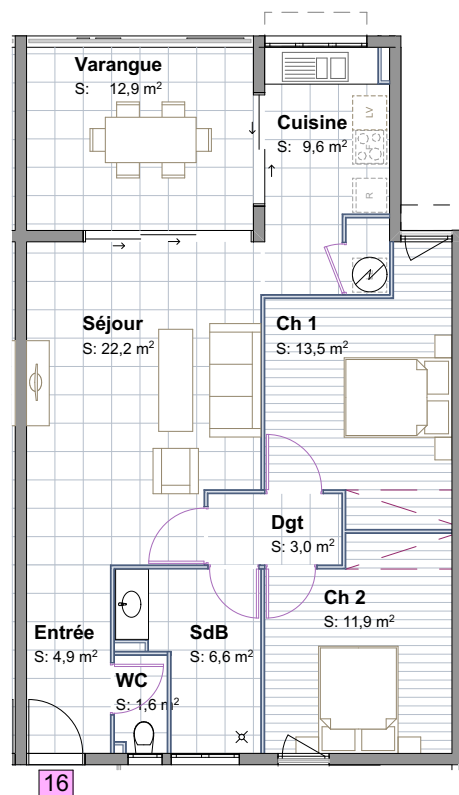 Varangue
S: 12,9 m²
Cuisine
S: 9,6 m²
LV
R
Séjour
S: 22,2 m²
Ch 1
S: 13,5 m²
Dgt
S: 3,0 m²
Ch 2
S: 11,9 m²
Entrée
S: 4,9 m²
SdB
S: 6,6 m²
WC
S: 1,6 m²
16